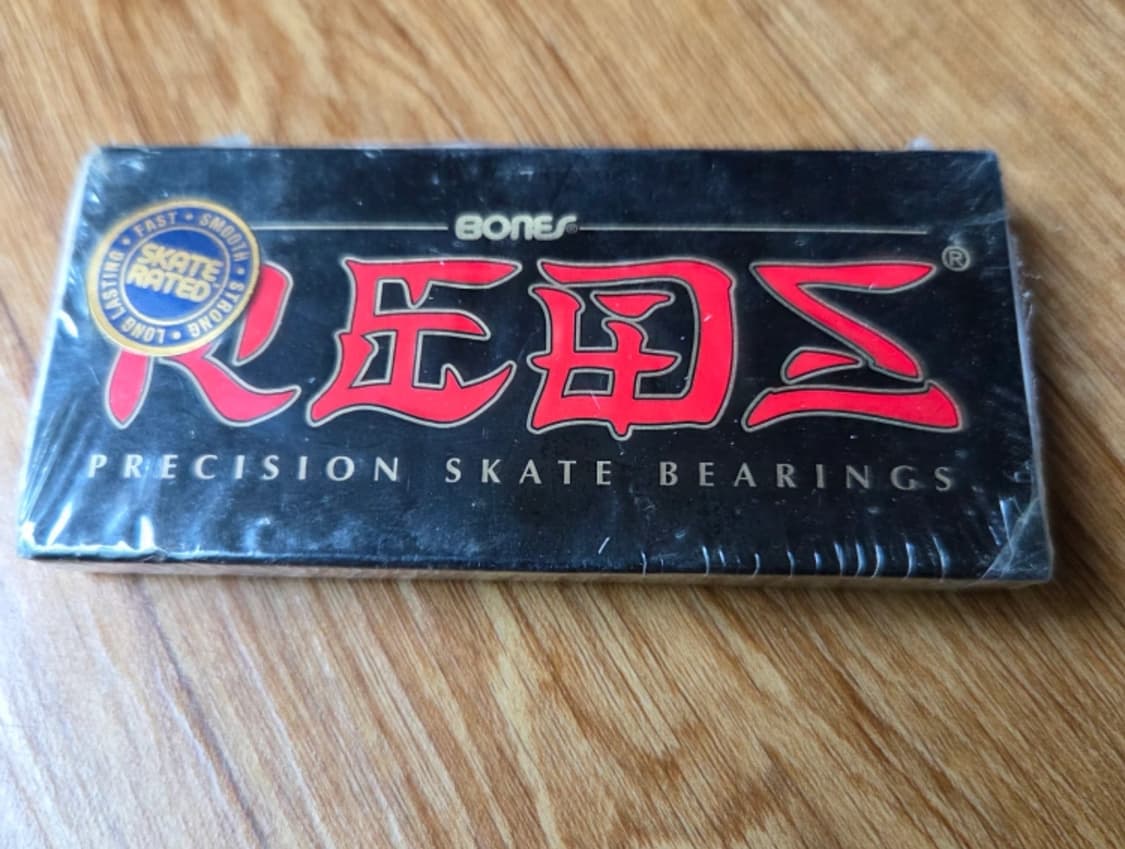 BONES®
REDS®
PRECISION SKATE BEARINGS
FAST • SMOOTH • STRONG • LONG LASTING •
SKATE
RATED